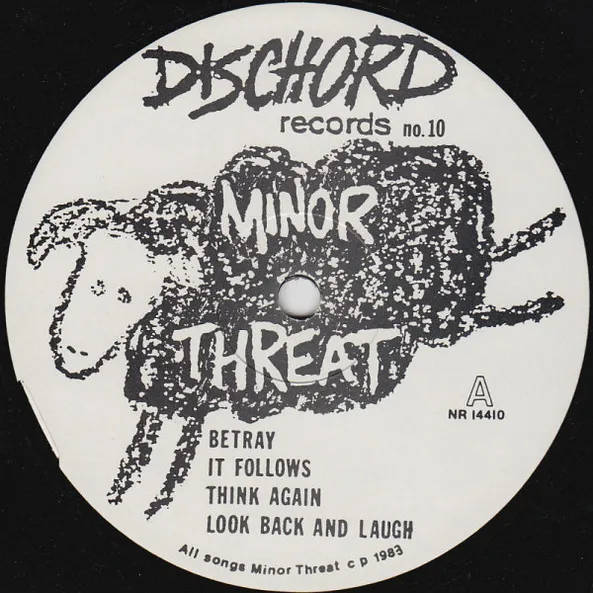 DISCHORD
records no.10
MINOR
THREAT
A
NR 14410
BETRAY
IT FOLLOWS
THINK AGAIN
LOOK BACK AND LAUGH
All songs Minor Threat c p 1983